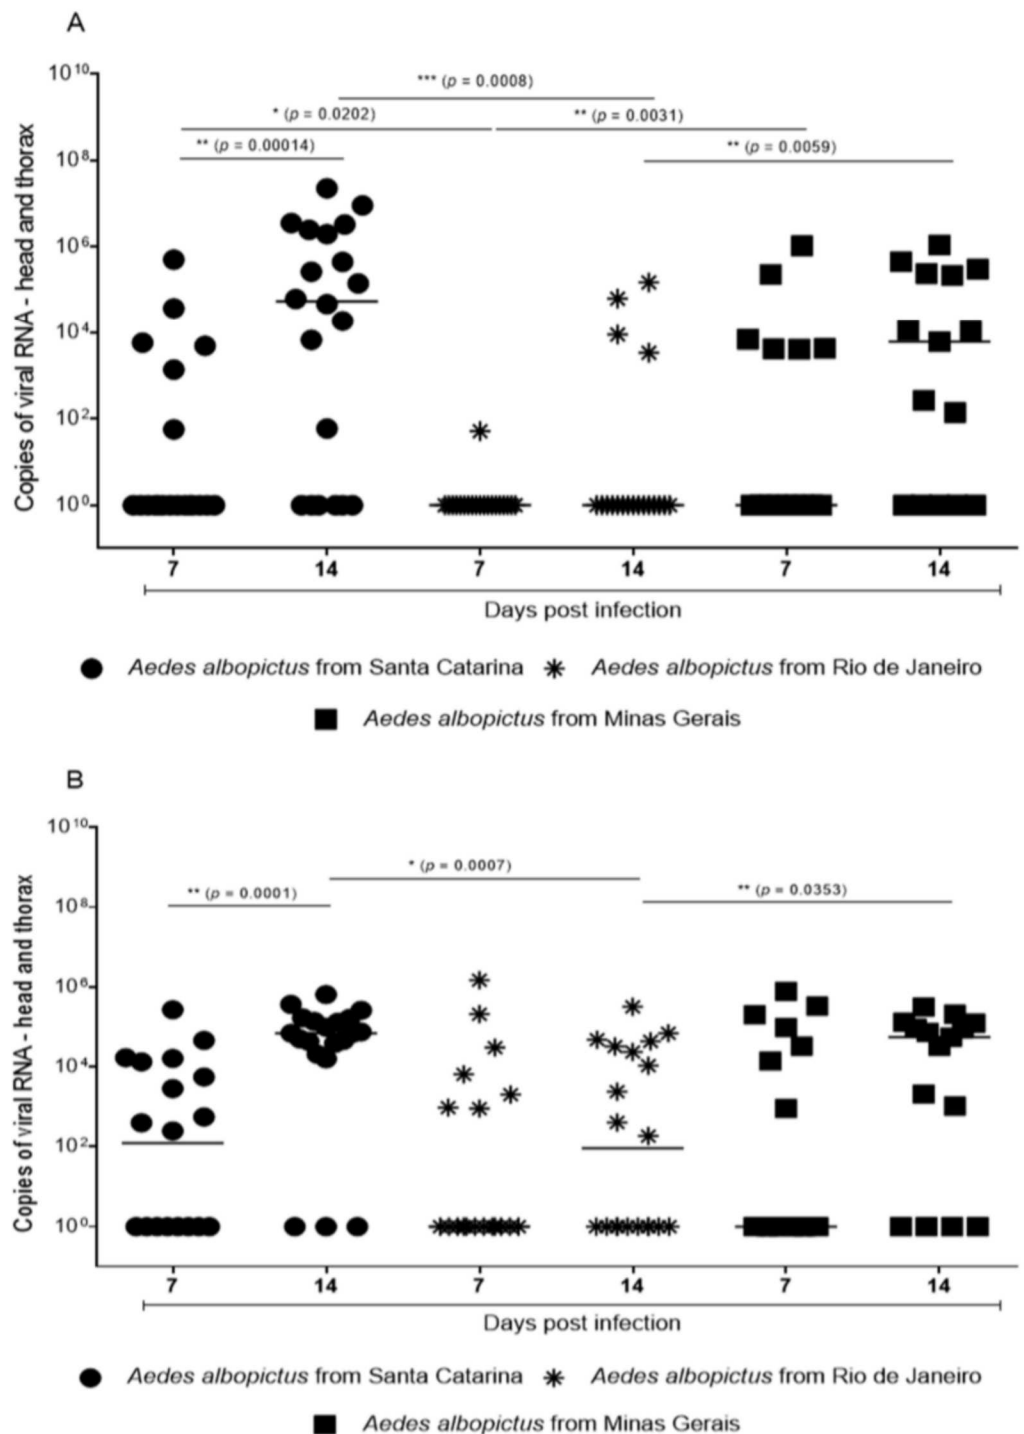 A
Copies of viral RNA - head and thorax
10^10
10^8
10^6
10^4
10^2
10^0
*** (p = 0.0008)
* (p = 0.0202)
** (p = 0.0031)
** (p = 0.00014)
** (p = 0.0059)
7 14 7 14 7 14
Days post infection
Aedes albopictus from Santa Catarina
Aedes albopictus from Rio de Janeiro
Aedes albopictus from Minas Gerais
B
Copies of viral RNA - head and thorax
10^10
10^8
10^6
10^4
10^2
10^0
* (p = 0.0007)
** (p = 0.0001)
** (p = 0.0353)
7 14 7 14 7 14
Days post infection
Aedes albopictus from Santa Catarina
Aedes albopictus from Rio de Janeiro
Aedes albopictus from Minas Gerais